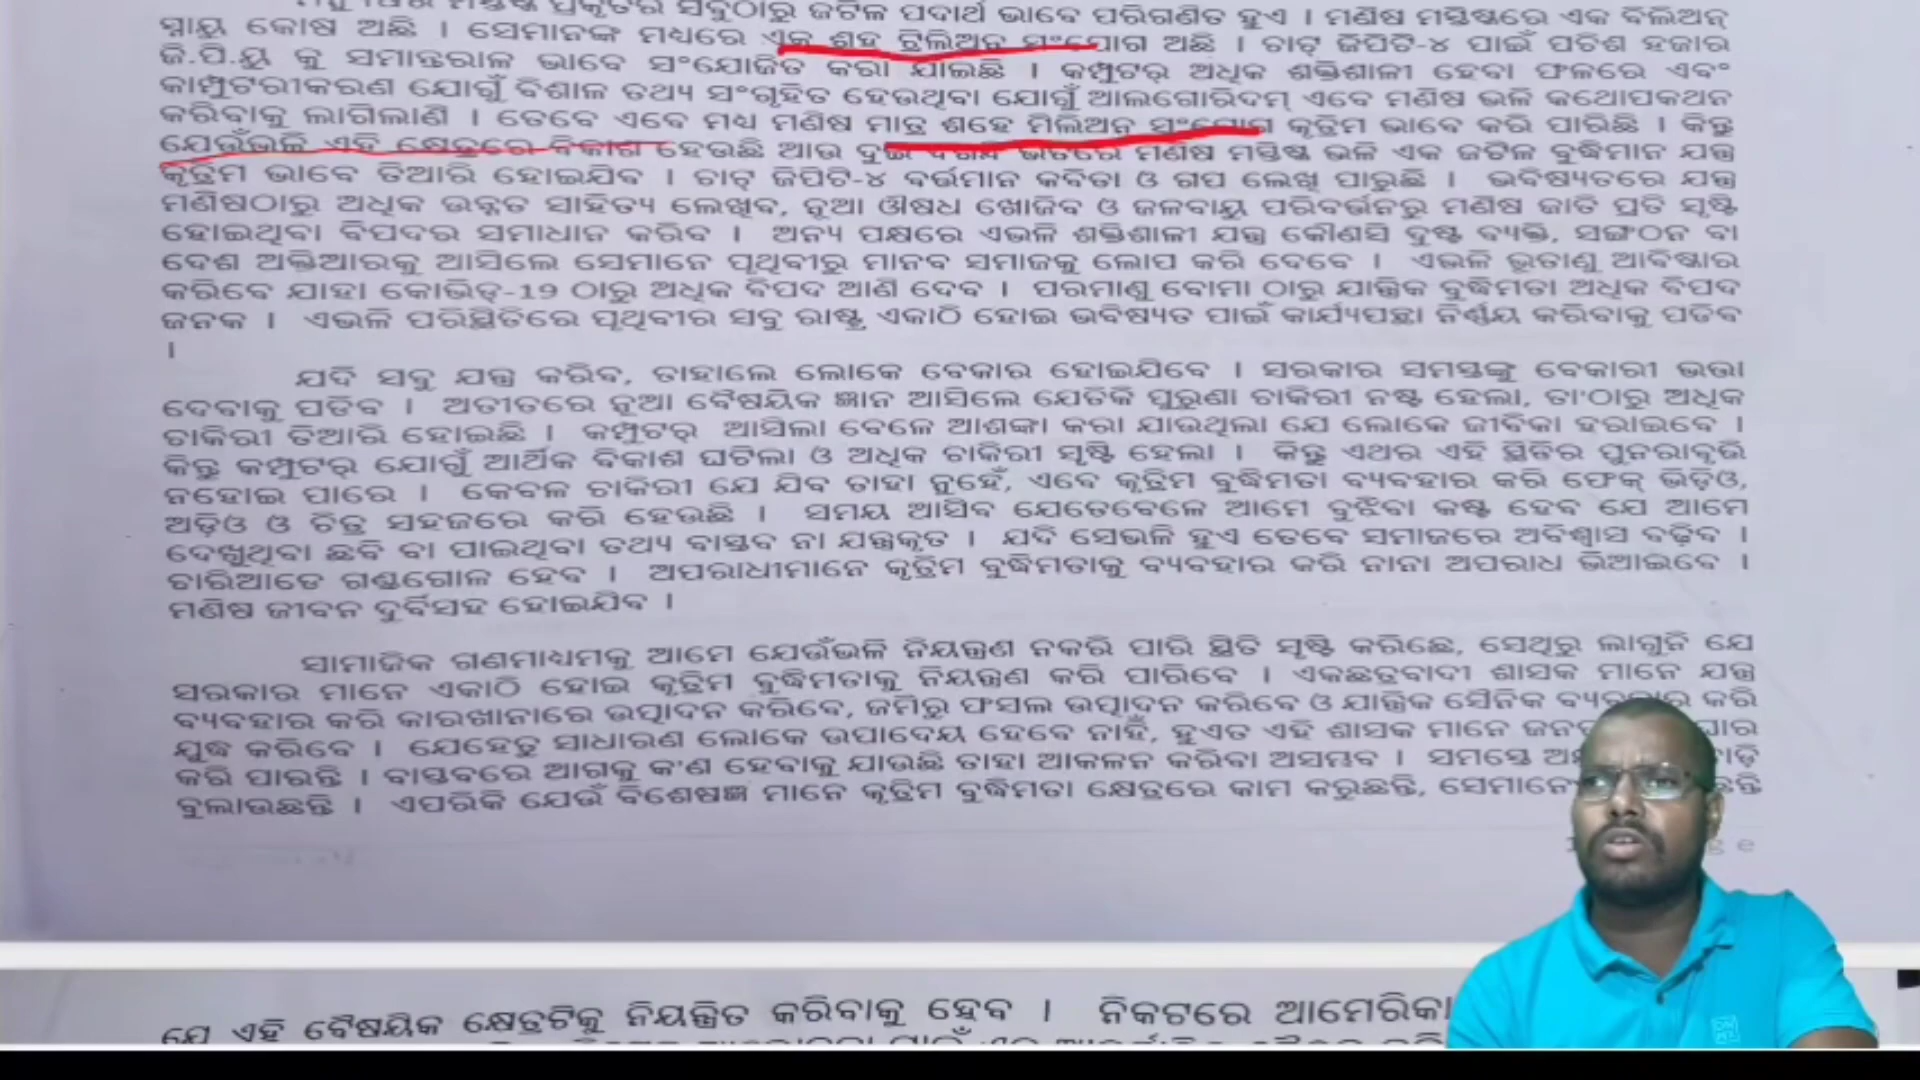 ସ୍ନାୟୁ କୋଷ ଅଛି । ସେମାନଙ୍କ ମଧ୍ୟରେ ଏକ ଶହ ଟ୍ରିଲିଅନ୍ ସଂଯୋଗ ଅଛି । ଚାଟ୍ ଜିପିଟି-୪ ପାଇଁ ପଚିଶ ହଜାର
ଜି.ପି.ୟୁ କୁ ସମାନ୍ତରାଳ ଭାବେ ସଂଯୋଜିତ କରା ଯାଇଛି । କମ୍ପୁଟର୍ ଅଧିକ ଶକ୍ତିଶାଳୀ ହେବା ଫଳରେ ଏବଂ
କାମ୍ପୁଟରୀକରଣ ଯୋଗୁଁ ବିଶାଳ ତଥ୍ୟ ସଂଗୃହିତ ହେଉଥିବା ଯୋଗୁଁ ଆଲଗୋରିଦମ୍ ଏବେ ମଣିଷ ଭଳି କଥୋପକଥନ
କରିବାକୁ ଲାଗିଲାଣି । ତେବେ ଏବେ ମଧ୍ୟ ମଣିଷ ମାତ୍ର ଶହେ ମିଲିଅନ୍ ସଂଯୋଗ କୃତ୍ରିମ ଭାବେ କରି ପାରିଛି । କିନ୍ତୁ
ଯେଉଁଭଳି ଏହି କ୍ଷେତ୍ରରେ ବିକାଶ ହେଉଛି ଆଉ ଦୁଇ ଭିତରେ ମଣିଷ ମସ୍ତିଷ୍କ ଭଳି ଏକ ଜଟିଳ ବୁଦ୍ଧିମାନ ଯନ୍ତ୍ର
କୃତ୍ରିମ ଭାବେ ତିଆରି ହୋଇଯିବ । ଚାଟ୍ ଜିପିଟି-୪ ବର୍ତ୍ତମାନ କବିତା ଓ ଗପ ଲେଖି ପାରୁଛି । ଭବିଷ୍ୟତରେ ଯନ୍ତ୍ର
ମଣିଷଠାରୁ ଅଧିକ ଉନ୍ନତ ସାହିତ୍ୟ ଲେଖିବ, ନୂଆ ଔଷଧ ଖୋଜିବ ଓ ଜଳବାୟୁ ପରିବର୍ତ୍ତନରୁ ମଣିଷ ଜାତି ପ୍ରତି ସୃଷ୍ଟି
ହୋଇଥିବା ବିପଦର ସମାଧାନ କରିବ । ଅନ୍ୟ ପକ୍ଷରେ ଏଭଳି ଶକ୍ତିଶାଳୀ ଯନ୍ତ୍ର କୌଣସି ଦୁଷ୍ଟ ବ୍ୟକ୍ତି, ସଙ୍ଗଠନ ବା
ଦେଶ ଅକ୍ତିଆରକୁ ଆସିଲେ ସେମାନେ ପୃଥିବୀରୁ ମାନବ ସମାଜକୁ ଲୋପ କରି ଦେବେ । ଏଭଳି ଭୂତାଣୁ ଆବିଷ୍କାର
କରିବେ ଯାହା କୋଭିଡ୍-୧୨ ଠାରୁ ଅଧିକ ବିପଦ ଆଣି ଦେବ । ପରମାଣୁ ବୋମା ଠାରୁ ଯାନ୍ତ୍ରିକ ବୁଦ୍ଧିମତା ଅଧିକ ବିପଦ
ଜନକ । ଏଭଳି ପରିସ୍ଥିତିରେ ପୃଥିବୀର ସବୁ ରାଷ୍ଟ୍ର ଏକାଠି ହୋଇ ଭବିଷ୍ୟତ ପାଇଁ କାର୍ଯ୍ୟପନ୍ଥା ନିର୍ଣ୍ଣୟ କରିବାକୁ ପଡିବ
।
ଯଦି ସବୁ ଯନ୍ତ୍ର କରିବ, ତାହାଲେ ଲୋକେ ବେକାର ହୋଇଯିବେ । ସରକାର ସମସ୍ତଙ୍କୁ ବେକାରୀ ଭତ୍ତା
ଦେବାକୁ ପଡିବ । ଅତୀତରେ ନୂଆ ବୈଷୟିକ ଜ୍ଞାନ ଆସିଲେ ଯେତିକି ପୁରୁଣା ଚାକିରୀ ନଷ୍ଟ ହେଲା, ତା'ଠାରୁ ଅଧିକ
ଚାକିରୀ ତିଆରି ହୋଇଛି । କମ୍ପୁଟର୍ ଆସିଲା ବେଳେ ଆଶଙ୍କା କରା ଯାଉଥିଲା ଯେ ଲୋକେ ଜୀବିକା ହରାଇବେ ।
କିନ୍ତୁ କମ୍ପୁଟର୍ ଯୋଗୁଁ ଆର୍ଥିକ ବିକାଶ ଘଟିଲା ଓ ଅଧିକ ଚାକିରୀ ସୃଷ୍ଟି ହେଲା । କିନ୍ତୁ ଏଥର ଏହି ସ୍ଥିତିର ପୁନରାବୃତ୍ତି
ନହୋଇ ପାରେ । କେବଳ ଚାକିରୀ ଯେ ଯିବ ତାହା ନୁହେଁ, ଏବେ କୃତ୍ରିମ ବୁଦ୍ଧିମତା ବ୍ୟବହାର କରି ଫେକ୍ ଭିଡ଼ିଓ,
ଅଡ଼ିଓ ଓ ଚିତ୍ର ସହଜରେ କରି ହେଉଛି । ସମୟ ଆସିବ ଯେତେବେଳେ ଆମେ ବୁଝିବା କଷ୍ଟ ହେବ ଯେ ଆମେ
ଦେଖୁଥିବା ଛବି ବା ପାଇଥିବା ତଥ୍ୟ ବାସ୍ତବ ନା ଯନ୍ତ୍ରକୃତ । ଯଦି ସେଭଳି ହୁଏ ତେବେ ସମାଜରେ ଅବିଶ୍ୱାସ ବଢ଼ିବ ।
ଚାରିଆଡେ ଗଣ୍ଡଗୋଳ ହେବ । ଅପରାଧୀମାନେ କୃତ୍ରିମ ବୁଦ୍ଧିମତାକୁ ବ୍ୟବହାର କରି ନାନା ଅପରାଧ ଭିଆଇବେ ।
ମଣିଷ ଜୀବନ ଦୁର୍ବିସହ ହୋଇଯିବ ।
ସାମାଜିକ ଗଣମାଧ୍ୟମକୁ ଆମେ ଯେଉଁଭଳି ନିୟନ୍ତ୍ରଣ ନକରି ପାରି ସ୍ଥିତି ସୃଷ୍ଟି କରିଛେ, ସେଥିରୁ ଲାଗୁନି ଯେ
ସରକାର ମାନେ ଏକାଠି ହୋଇ କୃତ୍ରିମ ବୁଦ୍ଧିମତାକୁ ନିୟନ୍ତ୍ରଣ କରି ପାରିବେ । ଏକଛତ୍ରବାଦୀ ଶାସକ ମାନେ ଯନ୍ତ୍ର
ବ୍ୟବହାର କରି କାରଖାନାରେ ଉତ୍ପାଦନ କରିବେ, ଜମିରୁ ଫସଲ ଉତ୍ପାଦନ କରିବେ ଓ ଯାନ୍ତ୍ରିକ ସୈନିକ ବ୍ୟବହାର କରି
ଯୁଦ୍ଧ କରିବେ । ଯେହେତୁ ସାଧାରଣ ଲୋକେ ଉପାଦେୟ ହେବେ ନାହିଁ, ହୁଏତ ଏହି ଶାସକ ମାନେ
କରି ପାରନ୍ତି । ବାସ୍ତବରେ ଆଗକୁ କ'ଣ ହେବାକୁ ଯାଉଛି ତାହା ଆକଳନ କରିବା ଅସମ୍ଭବ । ସମସ୍ତେ
ବୁଲାଉଛନ୍ତି । ଏପରିକି ଯେଉଁ ବିଶେଷଜ୍ଞ ମାନେ କୃତ୍ରିମ ବୁଦ୍ଧିମତା କ୍ଷେତ୍ରରେ କାମ କରୁଛନ୍ତି, ସେମାନେ
ଯେ ଏହି ବୈଷୟିକ କ୍ଷେତ୍ରଟିକୁ ନିୟନ୍ତ୍ରିତ କରିବାକୁ ହେବ । ନିକଟରେ ଆମେରିକା